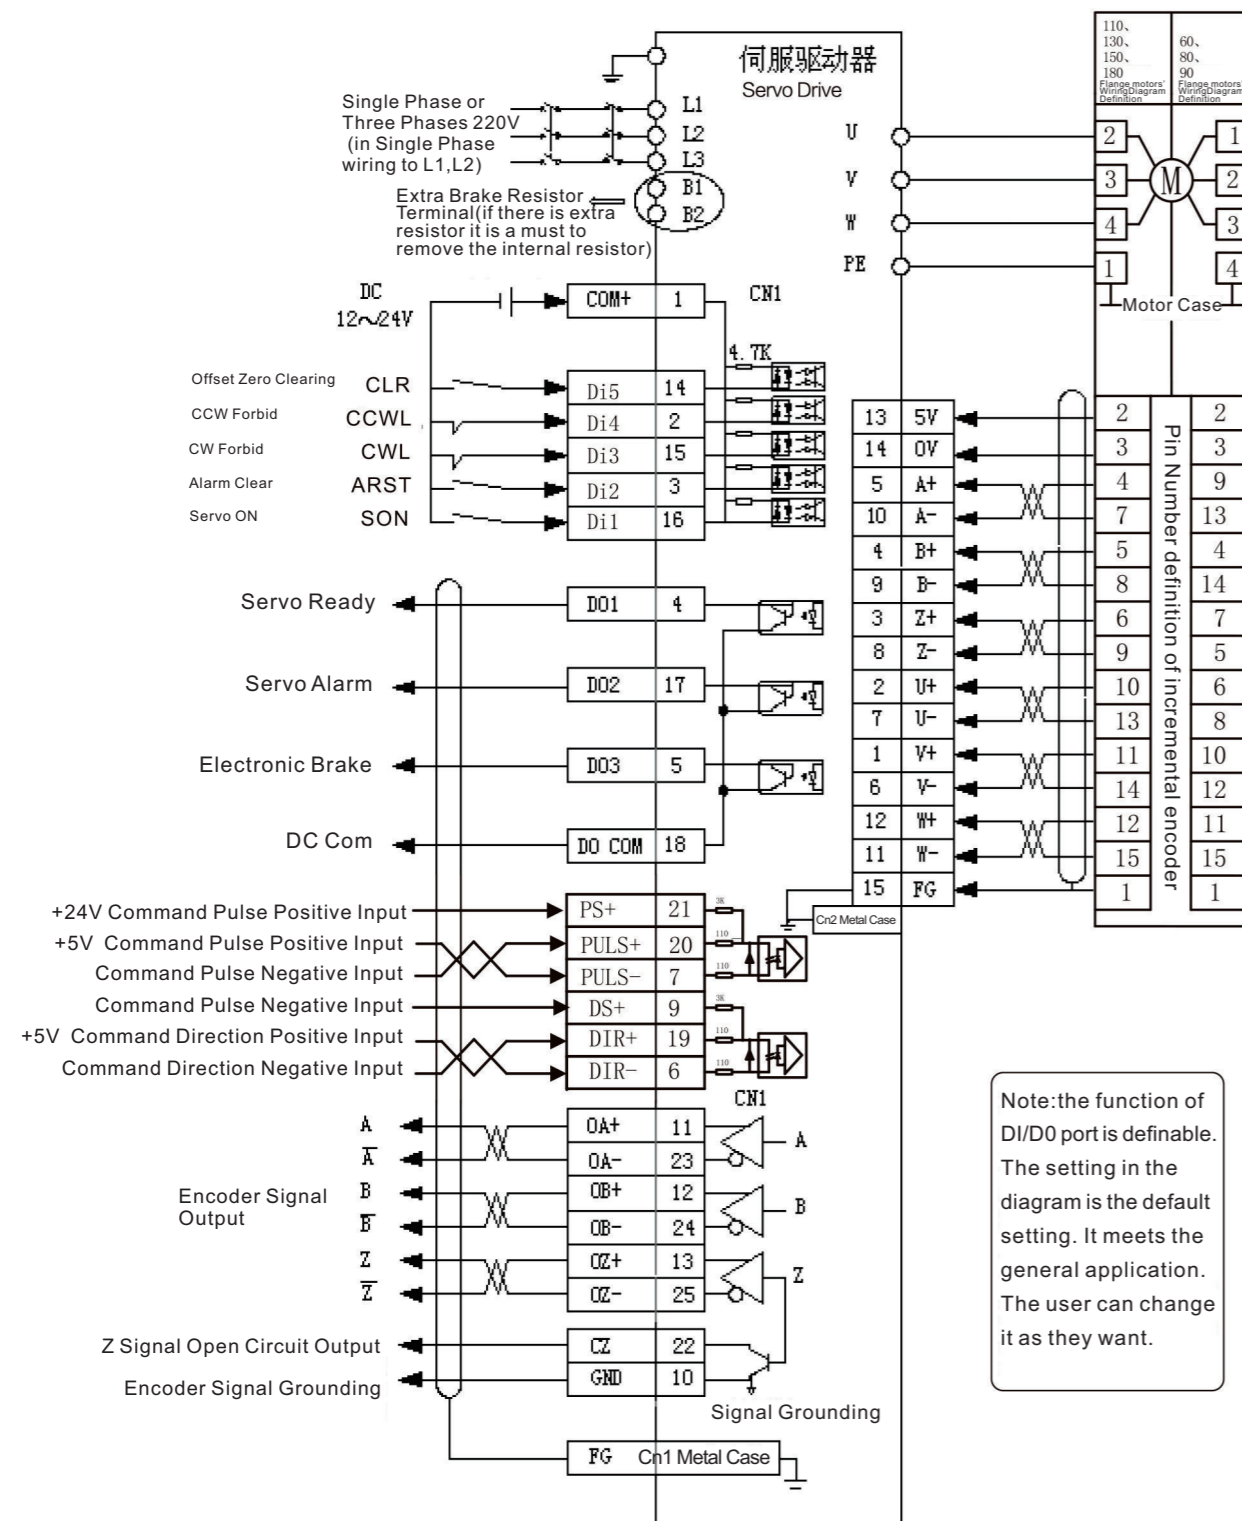 伺服驱动器
Servo Drive
Single Phase or
Three Phases 220V
(in Single Phase
wiring to L1,L2)
L1
L2
L3
B1
B2
Extra Brake Resistor
Terminal(if there is extra
resistor it is a must to
remove the internal resistor)
U
V
W
PE
110、
130、
150、
180
Flange motors'
WiringDiagram
Definition
60、
80、
90
Flange motors'
WiringDiagram
Definition
2 1
3 M 2
4 3
1 4
Motor Case
DC
12~24V
COM+ 1
CN1
4.7K
Offset Zero Clearing CLR Di5 14
CCW Forbid CCWL Di4 2
CW Forbid CWL Di3 15
Alarm Clear ARST Di2 3
Servo ON SON Di1 16
Servo Ready DO1 4
Servo Alarm DO2 17
Electronic Brake DO3 5
DC Com DO COM 18
13 5V 2 2
14 0V 3 3
5 A+ 4 9
10 A- 7 13
4 B+ 5 4
9 B- 8 14
3 Z+ 6 7
8 Z- 9 5
2 U+ 10 6
7 U- 13 8
1 V+ 11 10
6 V- 14 12
12 W+ 12 11
11 W- 15 15
15 FG 1 1
Pin Number definition of incremental encoder
Cn2 Metal Case
+24V Command Pulse Positive Input PS+ 21 3K
+5V Command Pulse Positive Input PULS+ 20 110
Command Pulse Negative Input PULS- 7 110
Command Pulse Negative Input DS+ 9 3K
+5V Command Direction Positive Input DIR+ 19 110
Command Direction Negative Input DIR- 6 110
CN1
A OA+ 11 A
A̅ OA- 23
Encoder Signal
Output
B OB+ 12 B
B̅ OB- 24
Z OZ+ 13 Z
Z̅ OZ- 25
Z Signal Open Circuit Output CZ 22
Encoder Signal Grounding GND 10
Signal Grounding
FG Cn1 Metal Case
Note:the function of
DI/D0 port is definable.
The setting in the
diagram is the default
setting. It meets the
general application.
The user can change
it as they want.